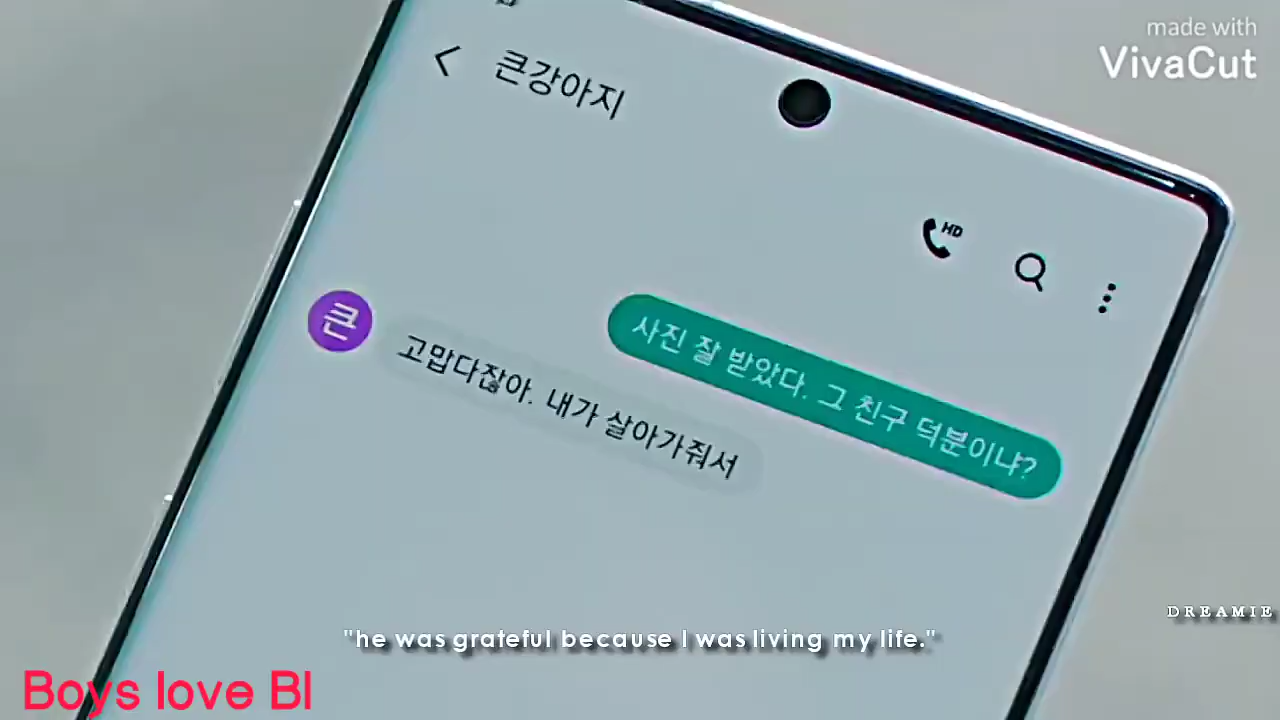 made with
VivaCut
큰강아지
HD
사진 잘 받았다. 그 친구 덕분이냐?
큰
고맙다잖아. 내가 살아가줘서
DREAMIE
"he was grateful because I was living my life."
Boys love Bl